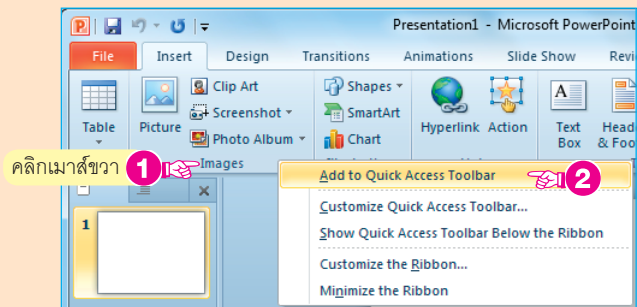 P
Presentation1 - Microsoft PowerPoint
File Insert Design Transitions Animations Slide Show Revi
Clip Art
Screenshot
Photo Album
Shapes
SmartArt
Chart
Table
Picture
Hyperlink
Action
Text
Box
Head
& Foo
Images
คลิกเมาส์ขวา 1
Add to Quick Access Toolbar
2
Customize Quick Access Toolbar...
Show Quick Access Toolbar Below the Ribbon
Customize the Ribbon...
Minimize the Ribbon
1